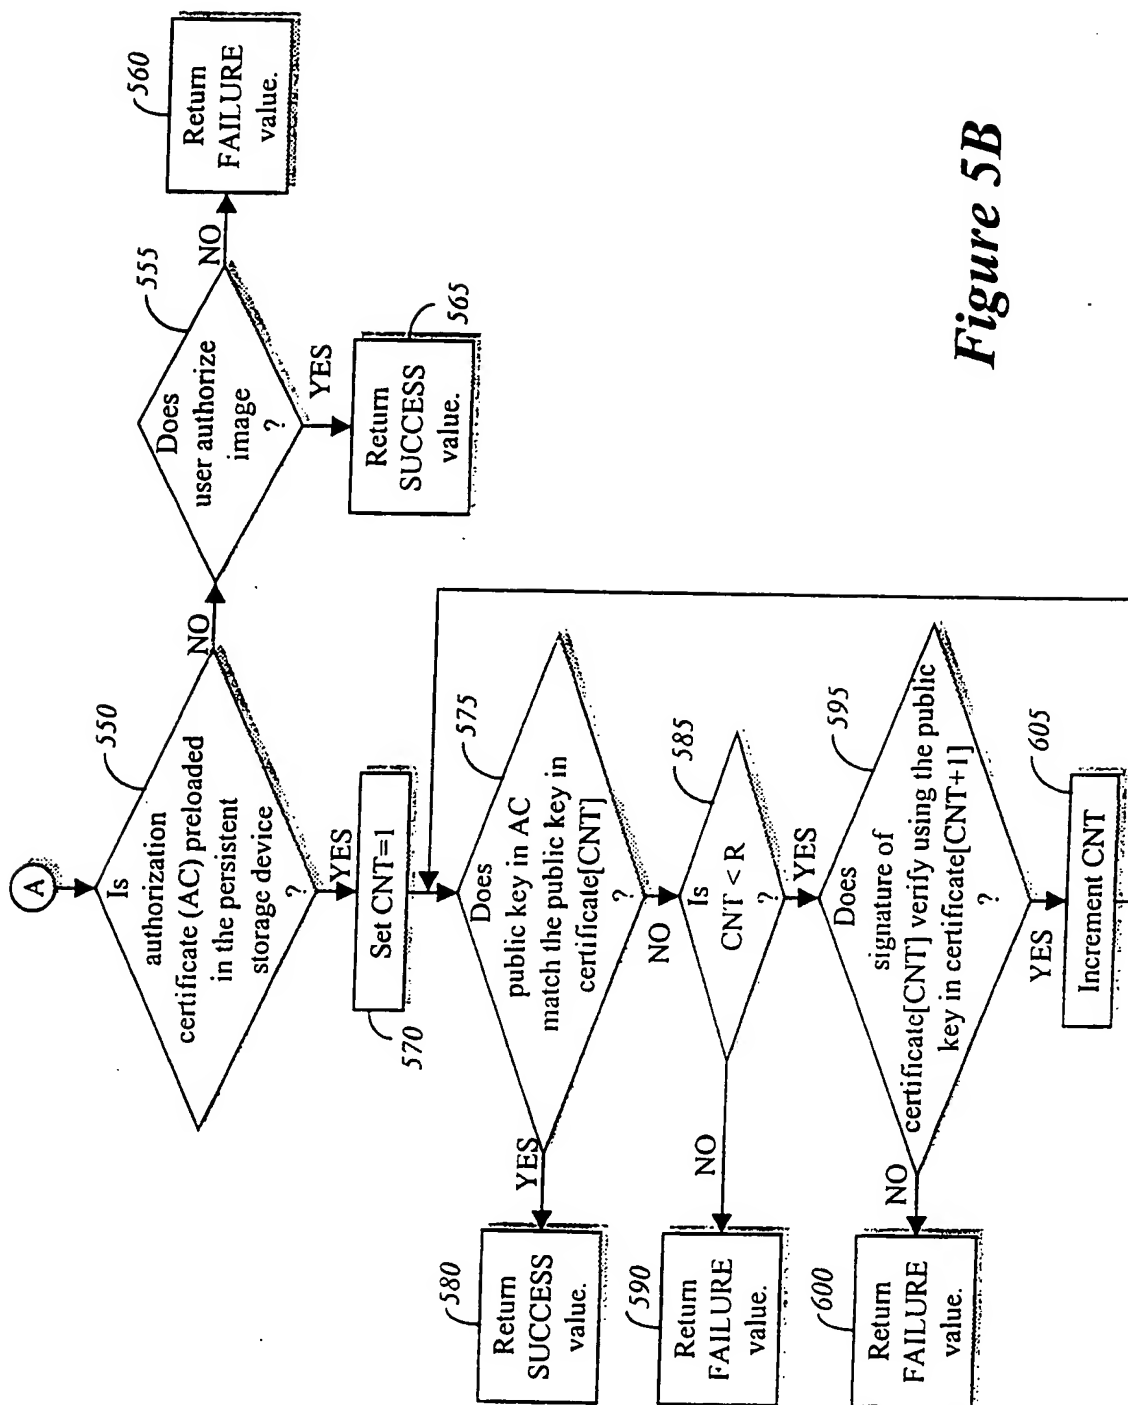 A
550
Is
authorization
certificate (AC) preloaded
in the persistent
storage device
?
NO
YES
555
Does
user authorize
image
?
NO
YES
560
Return
FAILURE
value.
565
Return
SUCCESS
value.
570
Set CNT=1
575
Does
public key in AC
match the public key in
certificate[CNT]
?
YES
NO
580
Return
SUCCESS
value.
585
Is
CNT < R
?
NO
YES
590
Return
FAILURE
value.
595
Does
signature of
certificate[CNT] verify using the public
key in certificate[CNT+1]
?
NO
YES
600
Return
FAILURE
value.
605
Increment CNT
Figure 5B